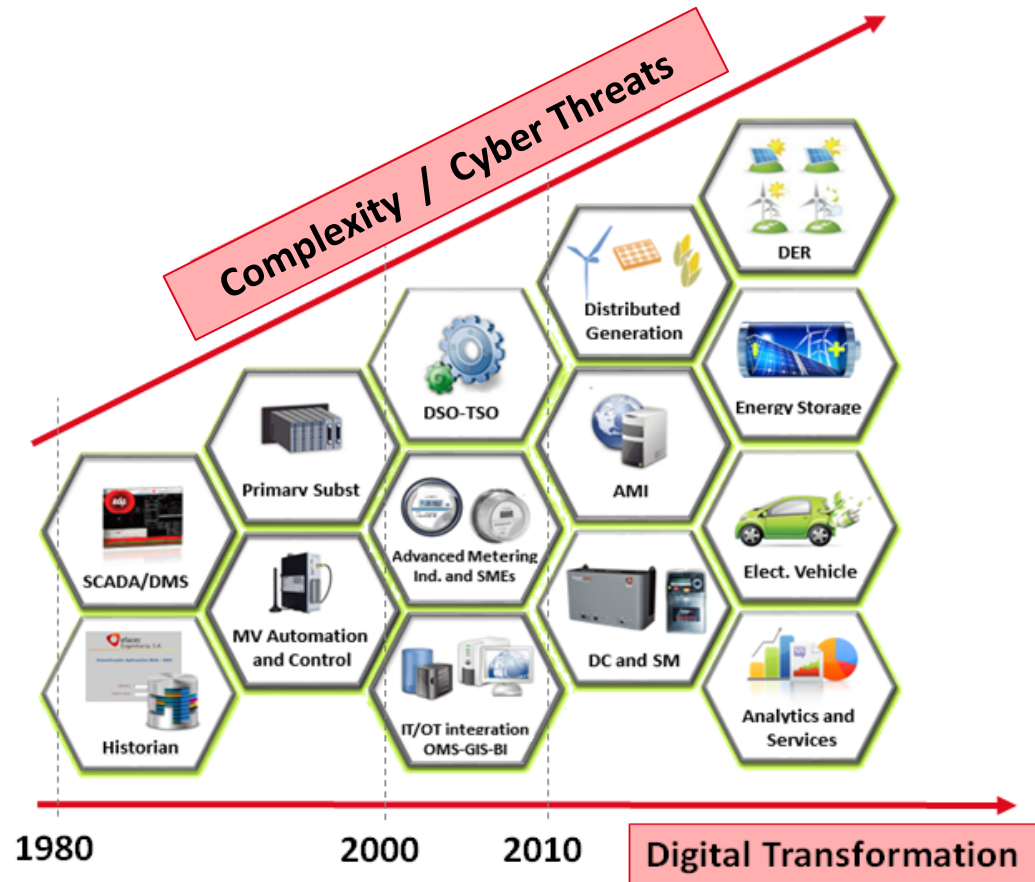 Complexity / Cyber Threats
DER
Distributed
Generation
Energy Storage
DSO-TSO
Primary Subst
AMI
SCADA/DMS
Advanced Metering
Ind. and SMEs
Elect. Vehicle
MV Automation
and Control
DC and SM
efacec
Engenharia, S.A.
Historian
IT/OT integration
OMS-GIS-BI
Analytics and
Services
1980
2000
2010
Digital Transformation